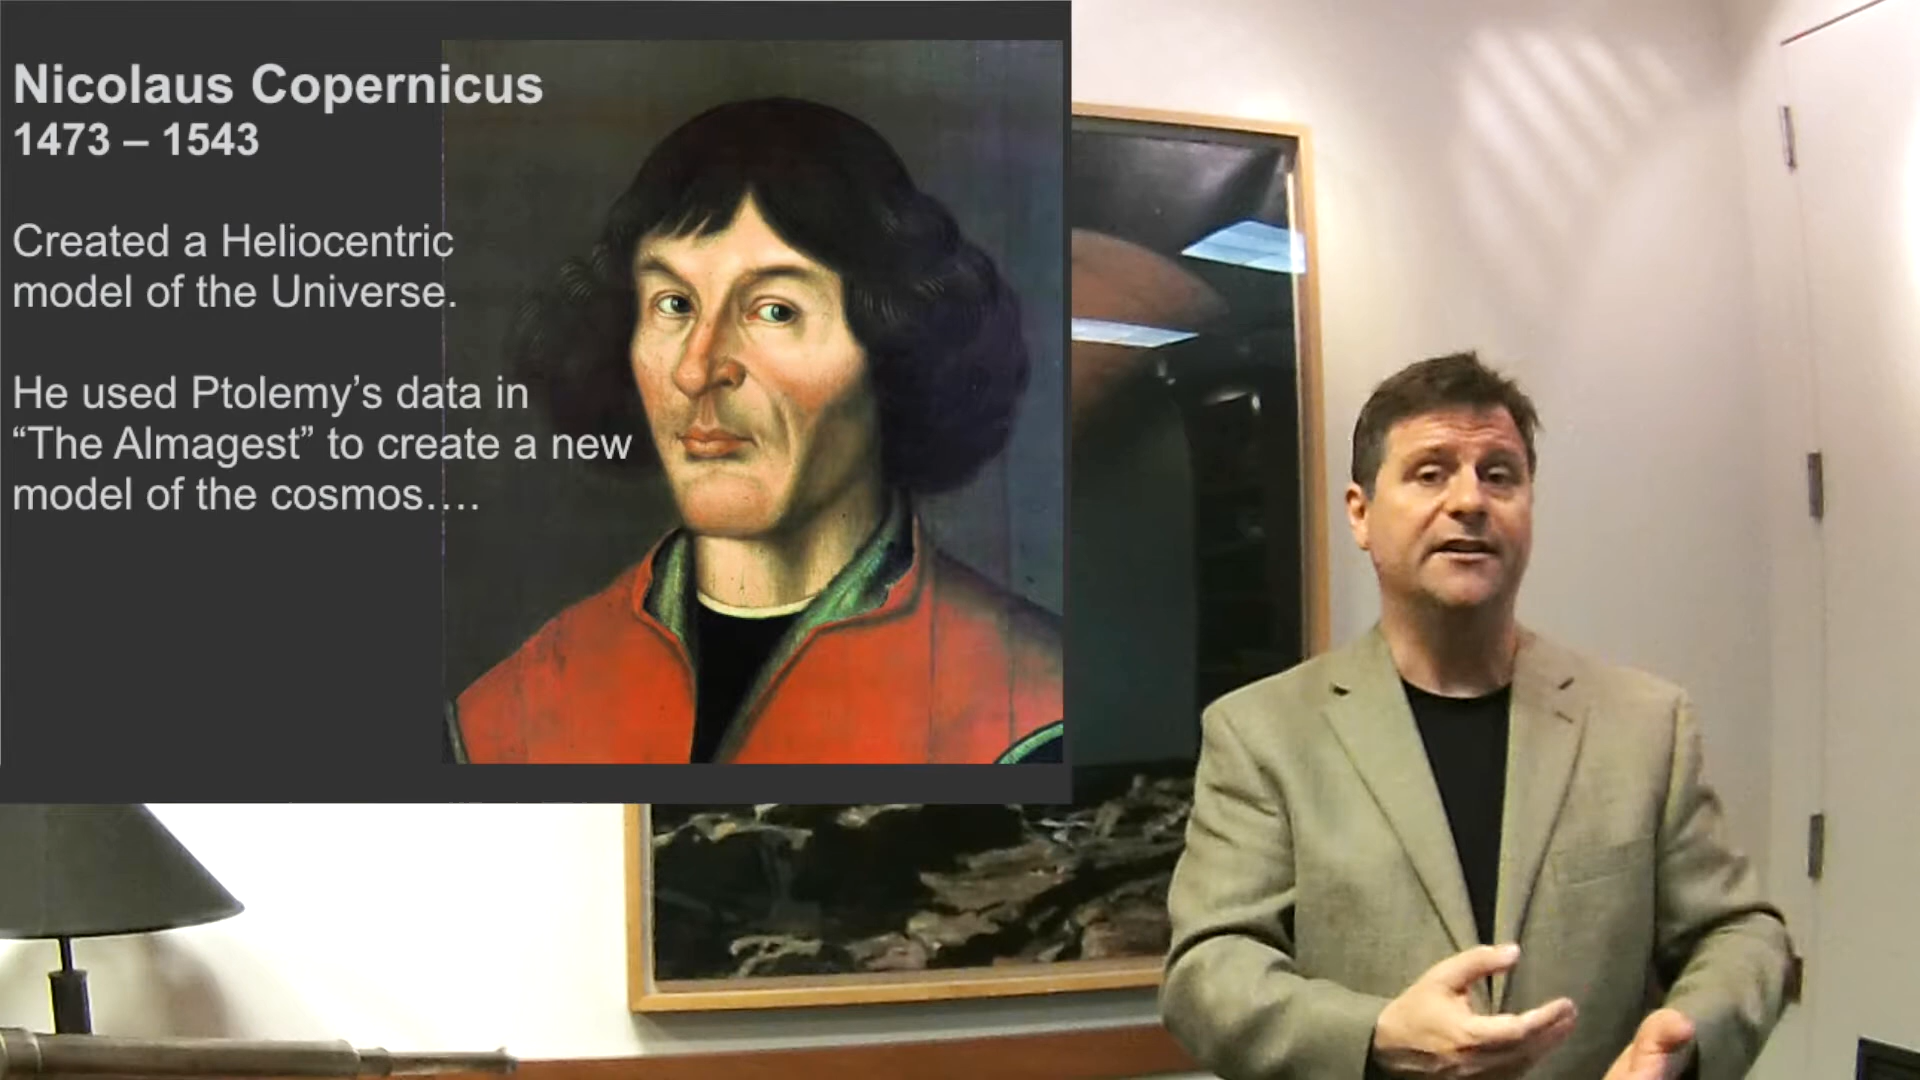 Nicolaus Copernicus
1473 – 1543
Created a Heliocentric
model of the Universe.
He used Ptolemy’s data in
“The Almagest” to create a new
model of the cosmos.…